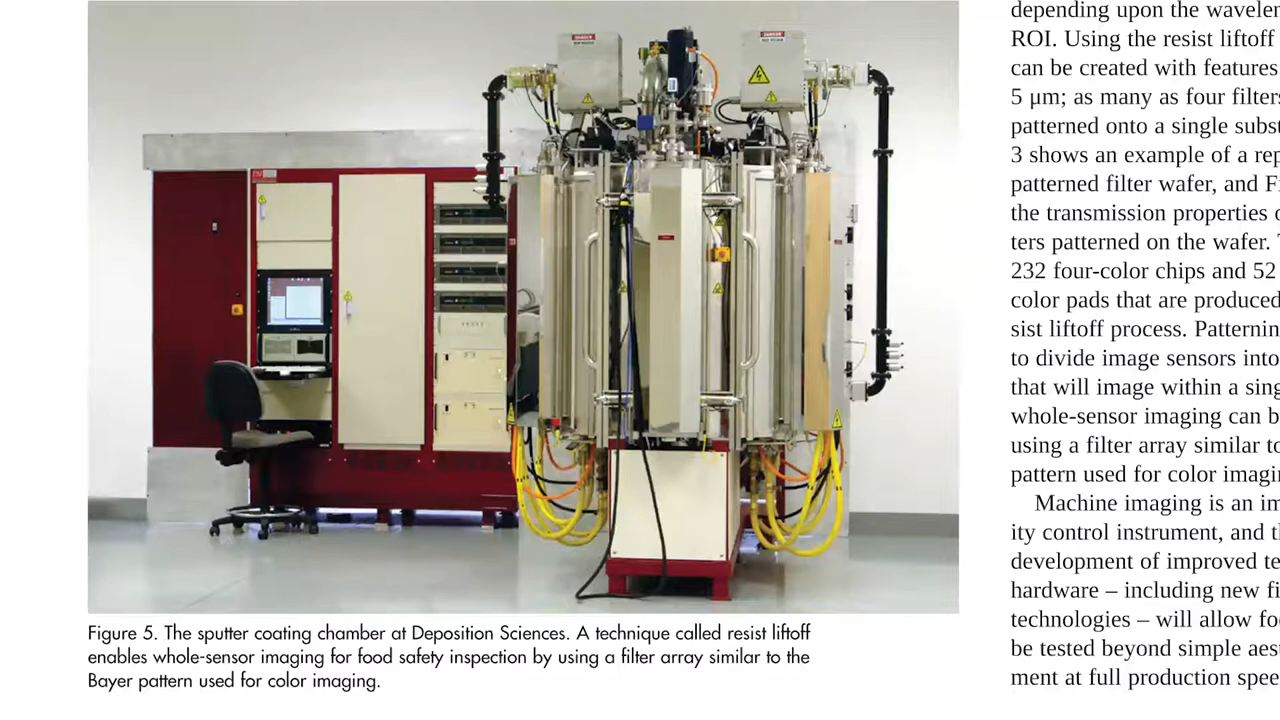 DANGER
DANGER
Figure 5. The sputter coating chamber at Deposition Sciences. A technique called resist liftoff
enables whole-sensor imaging for food safety inspection by using a filter array similar to the
Bayer pattern used for color imaging.
depending upon the wavelen
ROI. Using the resist liftoff
can be created with features
5 μm; as many as four filters
patterned onto a single subst
3 shows an example of a rep
patterned filter wafer, and Fi
the transmission properties o
ters patterned on the wafer. T
232 four-color chips and 52
color pads that are produced
sist liftoff process. Patternin
to divide image sensors into
that will image within a sing
whole-sensor imaging can b
using a filter array similar to
pattern used for color imagin
Machine imaging is an im
ity control instrument, and th
development of improved te
hardware – including new fi
technologies – will allow foo
be tested beyond simple aest
ment at full production spee